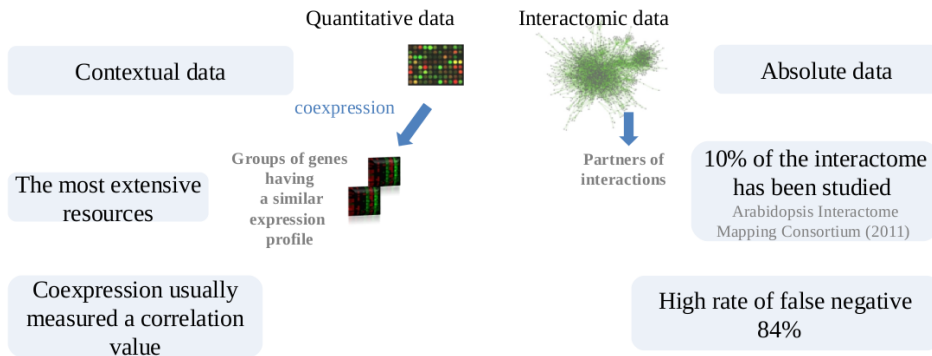 Quantitative data
Interactomic data
Contextual data
Absolute data
coexpression
Groups of genes
having
a similar
expression
profile
Partners of
interactions
The most extensive
resources
10% of the interactome
has been studied
Arabidopsis Interactome
Mapping Consortium (2011)
Coexpression usually
measured a correlation
value
High rate of false negative
84%